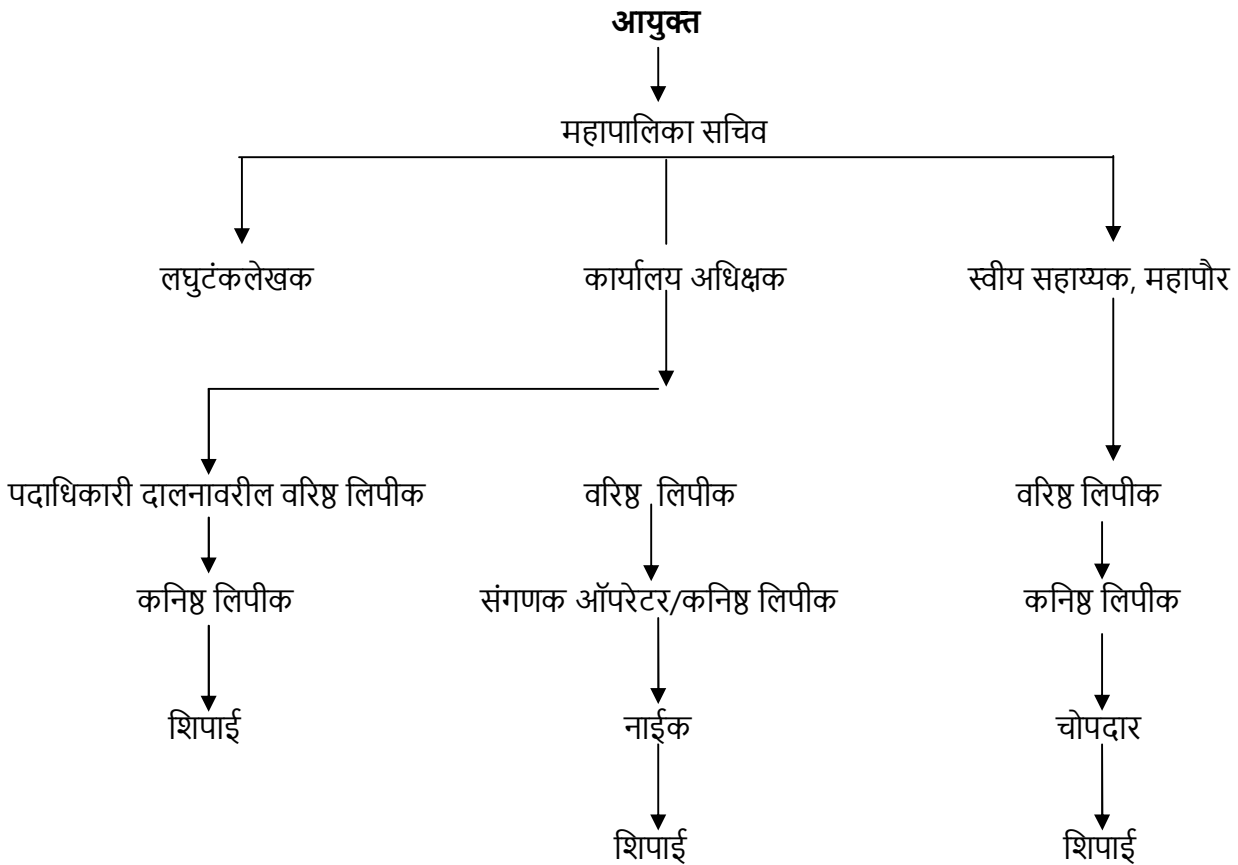 आयुक्त
महापालिका सचिव
लघुटंकलेखक कार्यालय अधिक्षक स्वीय सहाय्यक, महापौर
पदाधिकारी दालनावरील वरिष्ठ लिपीक वरिष्ठ लिपीक वरिष्ठ लिपीक
कनिष्ठ लिपीक संगणक ऑपरेटर/कनिष्ठ लिपीक कनिष्ठ लिपीक
शिपाई नाईक चोपदार
शिपाई शिपाई